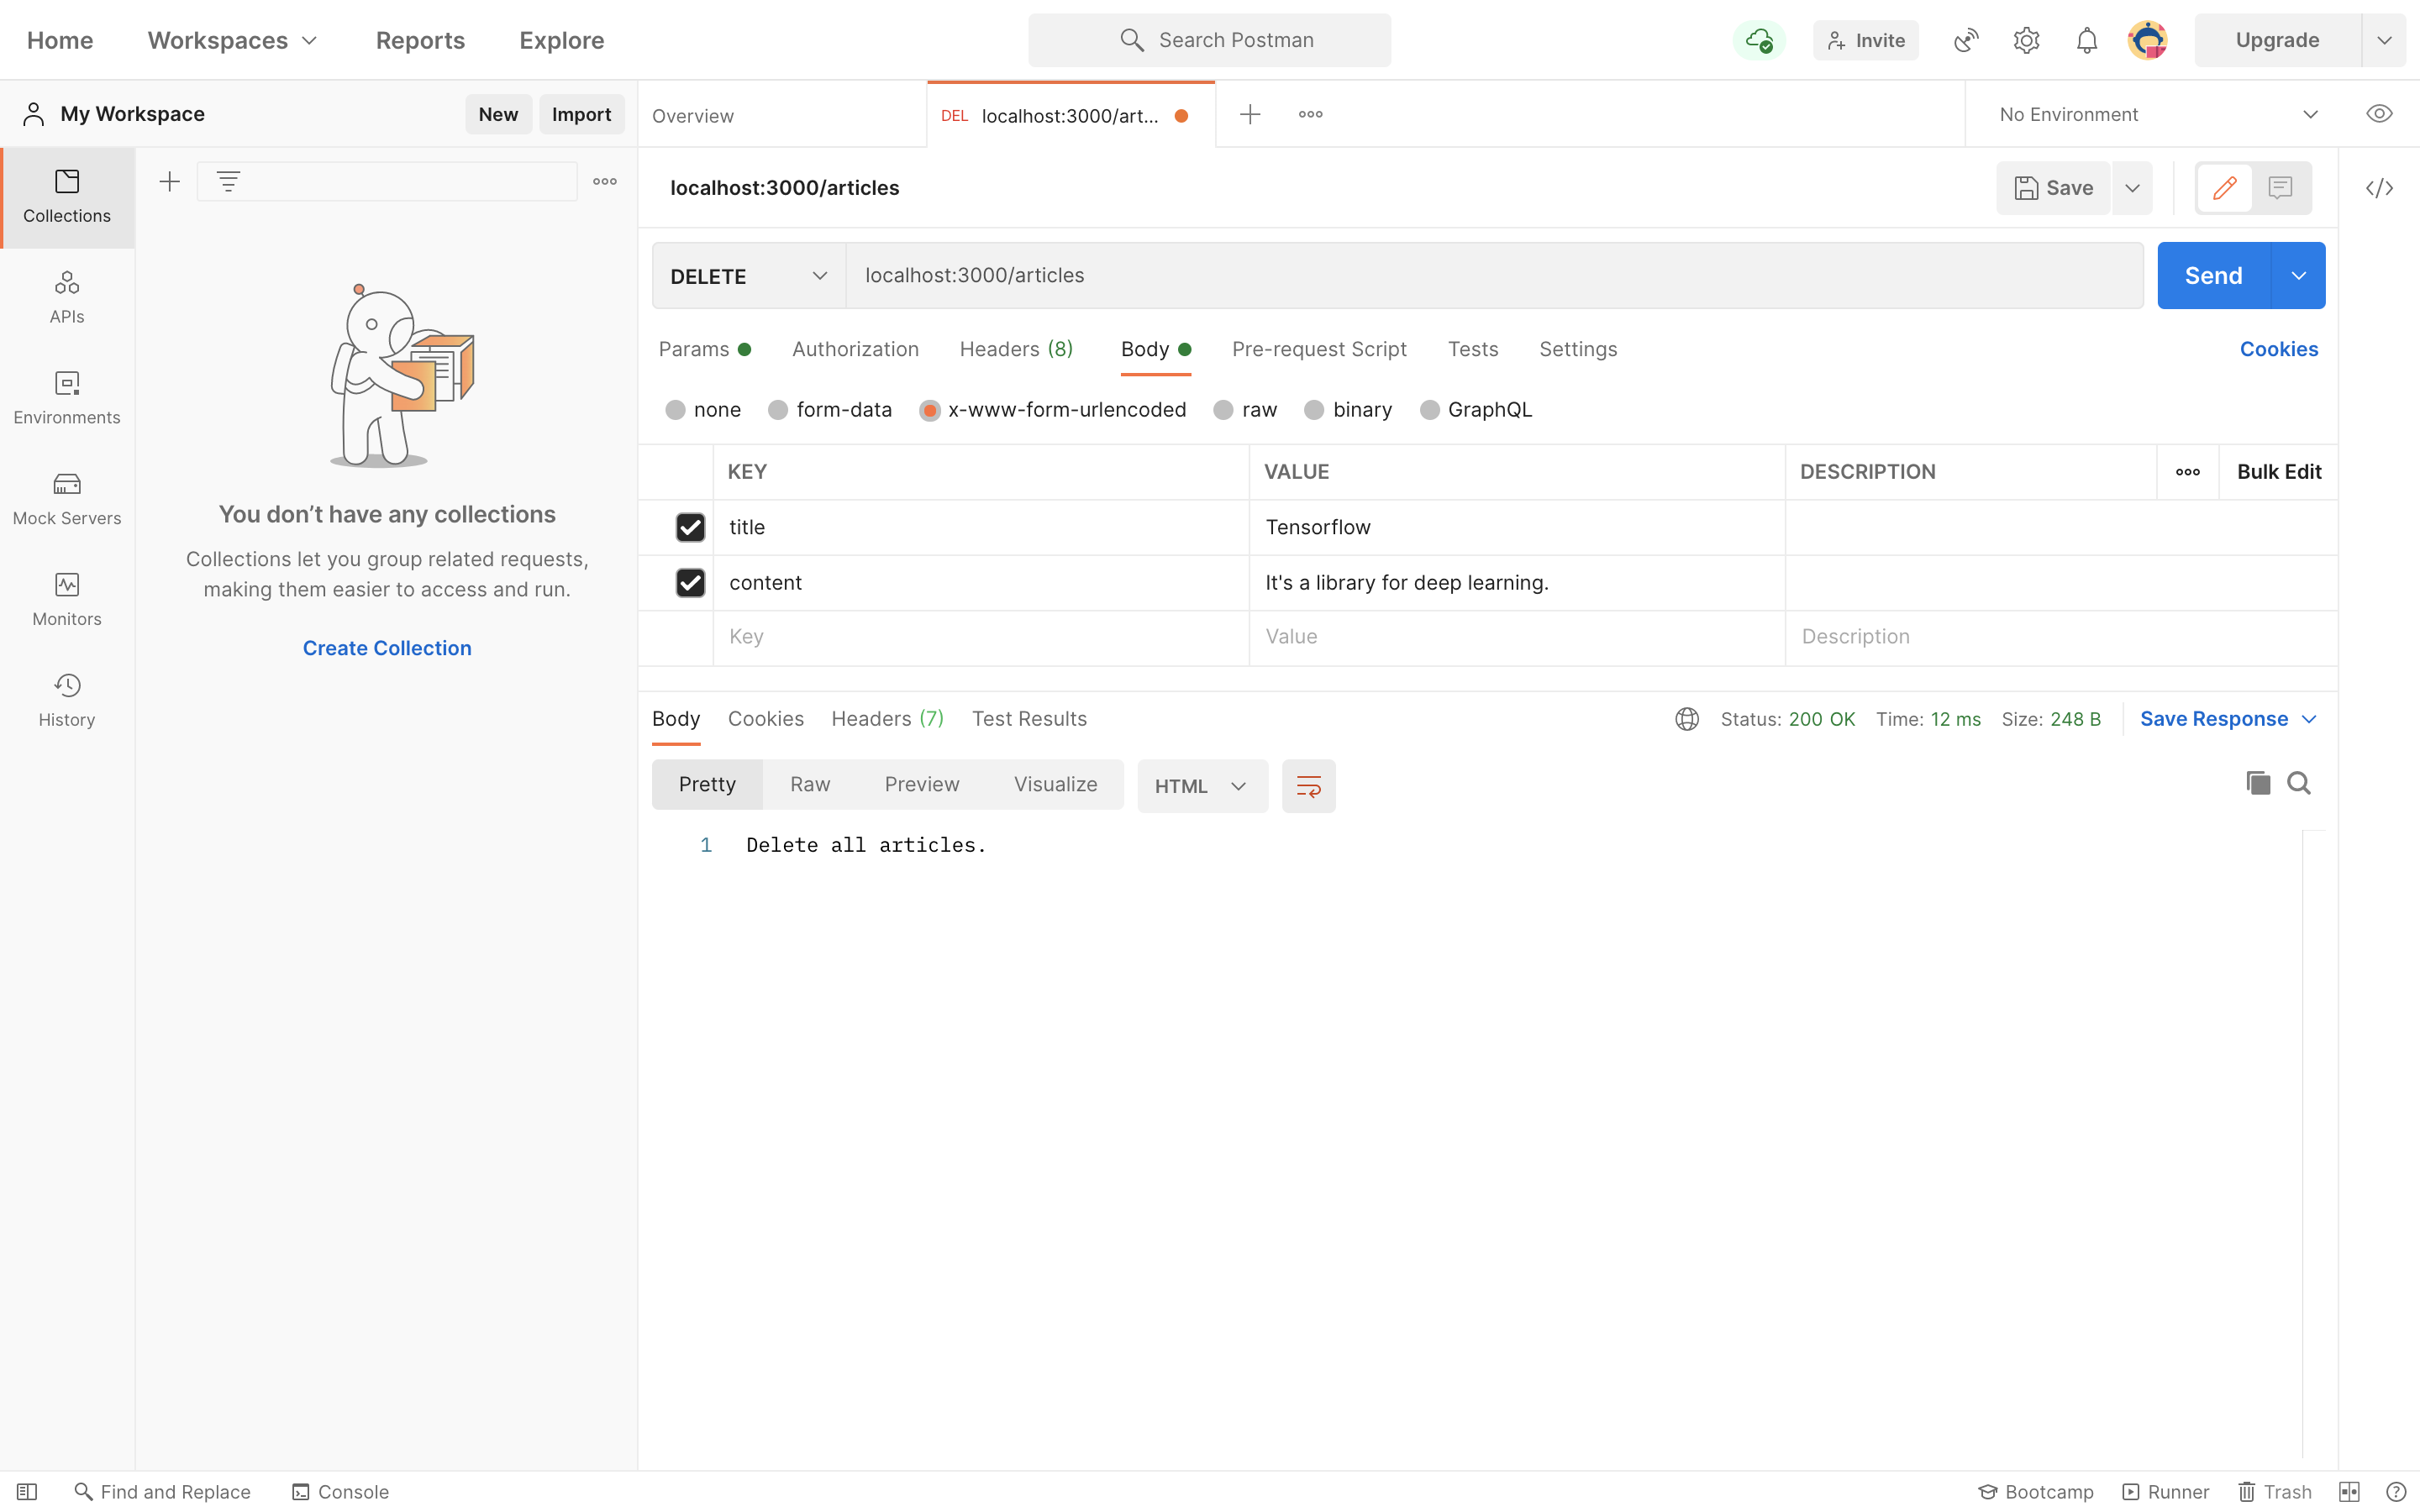 Home Workspaces Reports Explore Search Postman Invite Upgrade
My Workspace New Import Overview DEL localhost:3000/art... No Environment
Collections
APIs
Environments
Mock Servers
Monitors
History
You don’t have any collections
Collections let you group related requests,
making them easier to access and run.
Create Collection
localhost:3000/articles Save
DELETE localhost:3000/articles Send
Params Authorization Headers (8) Body Pre-request Script Tests Settings Cookies
none form-data x-www-form-urlencoded raw binary GraphQL
KEY VALUE DESCRIPTION Bulk Edit
title Tensorflow
content It's a library for deep learning.
Key Value Description
Body Cookies Headers (7) Test Results Status: 200 OK Time: 12 ms Size: 248 B Save Response
Pretty Raw Preview Visualize HTML
1 Delete all articles.
Find and Replace Console Bootcamp Runner Trash